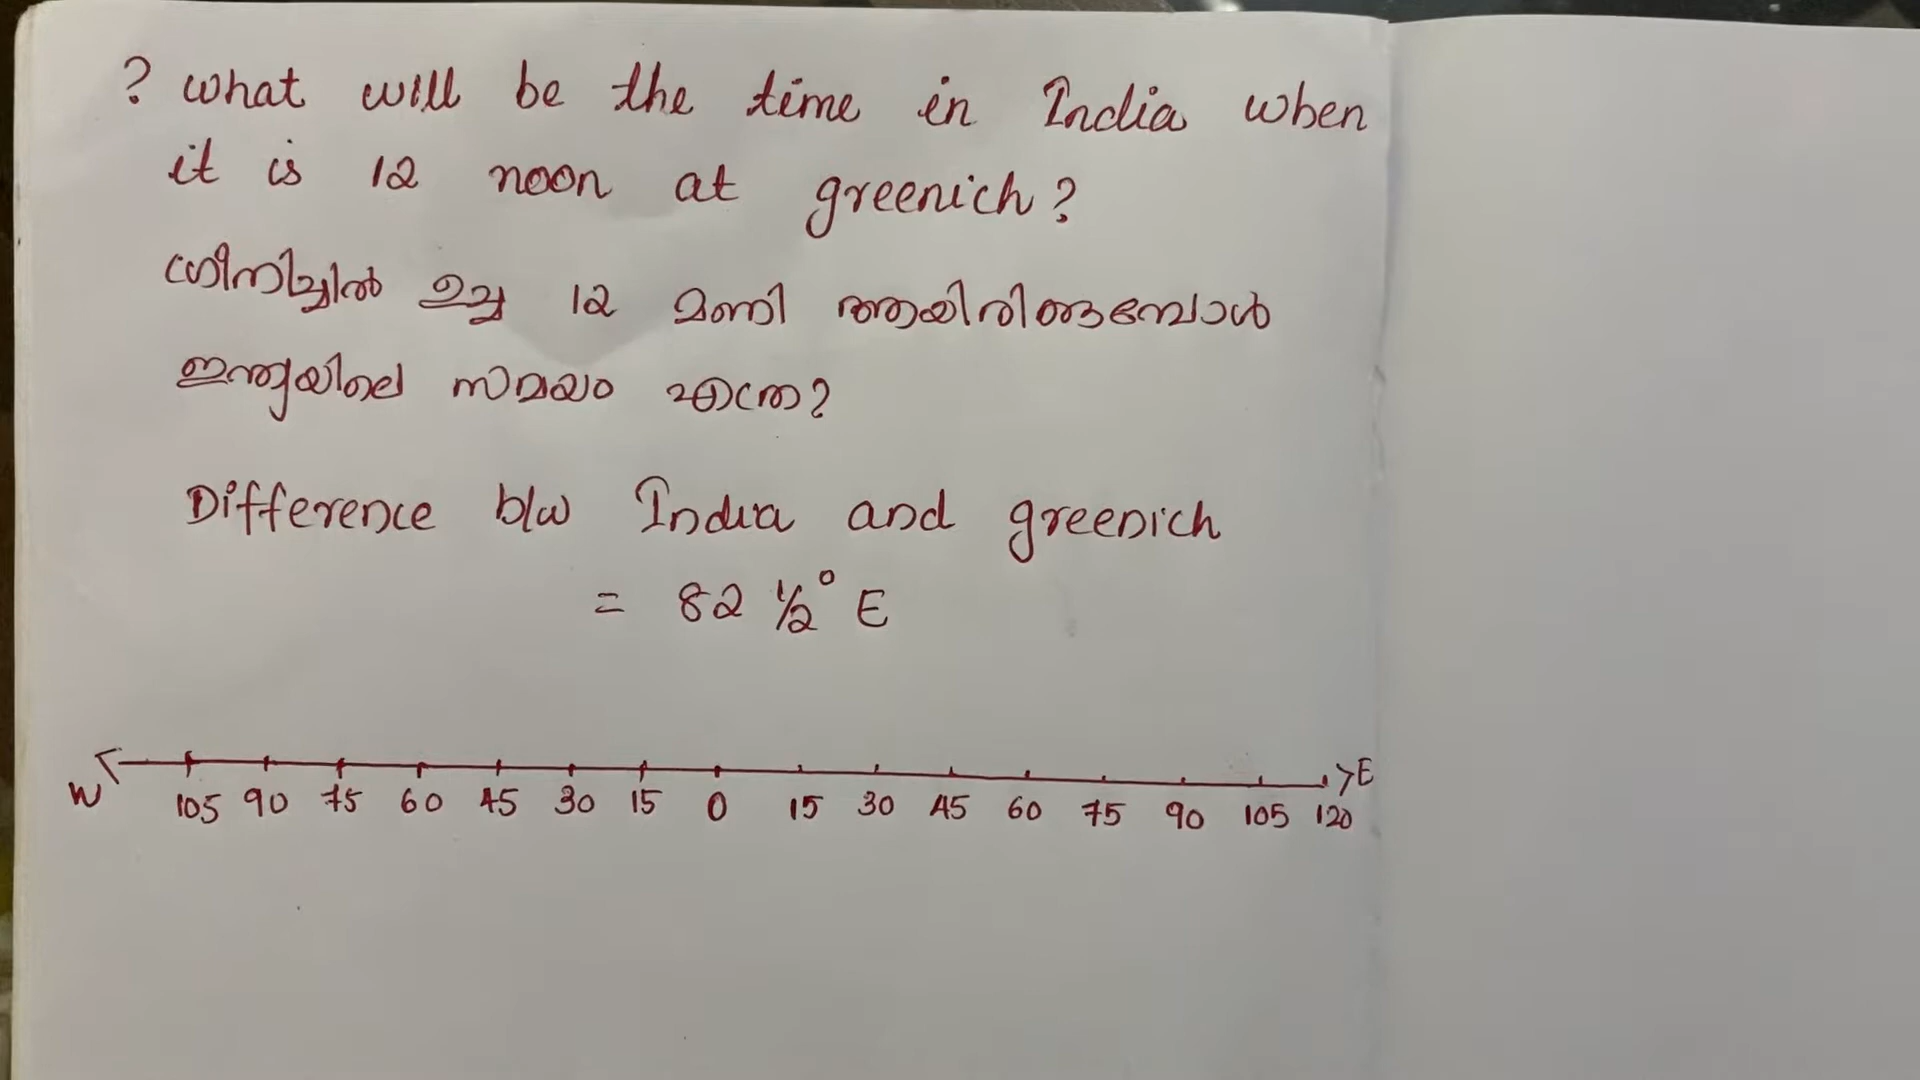 ? What will be the time in India when
it is 12 noon at greenich?
ഗ്രീനിച്ചിൽ ഉച്ച 12 മണി ആയിരിങ്ങുമ്പോൾ
ഇന്ത്യയിലെ സമയം എത്ര?
Difference b/w India and greenich
= 82 1/2° E
W 105 90 75 60 45 30 15 0 15 30 45 60 75 90 105 120 E